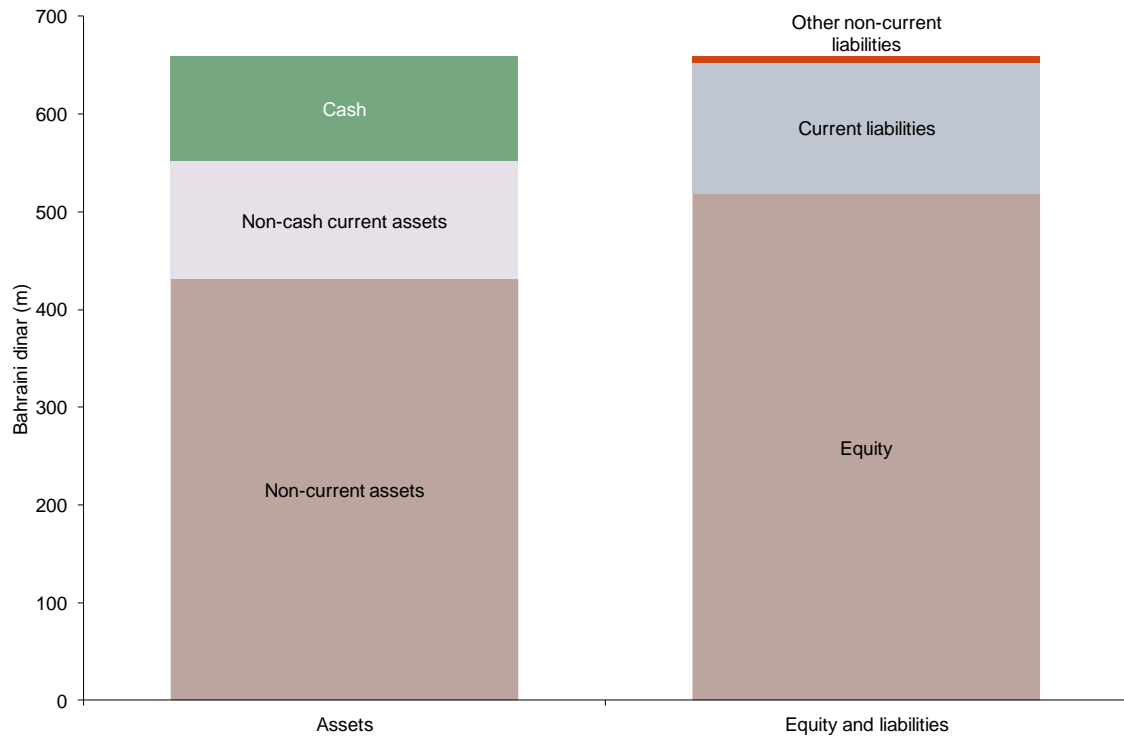 700
600
500
400
300
200
100
0
Bahraini dinar (m)
Cash
Non-cash current assets
Non-current assets
Other non-current
liabilities
Current liabilities
Equity
Assets
Equity and liabilities